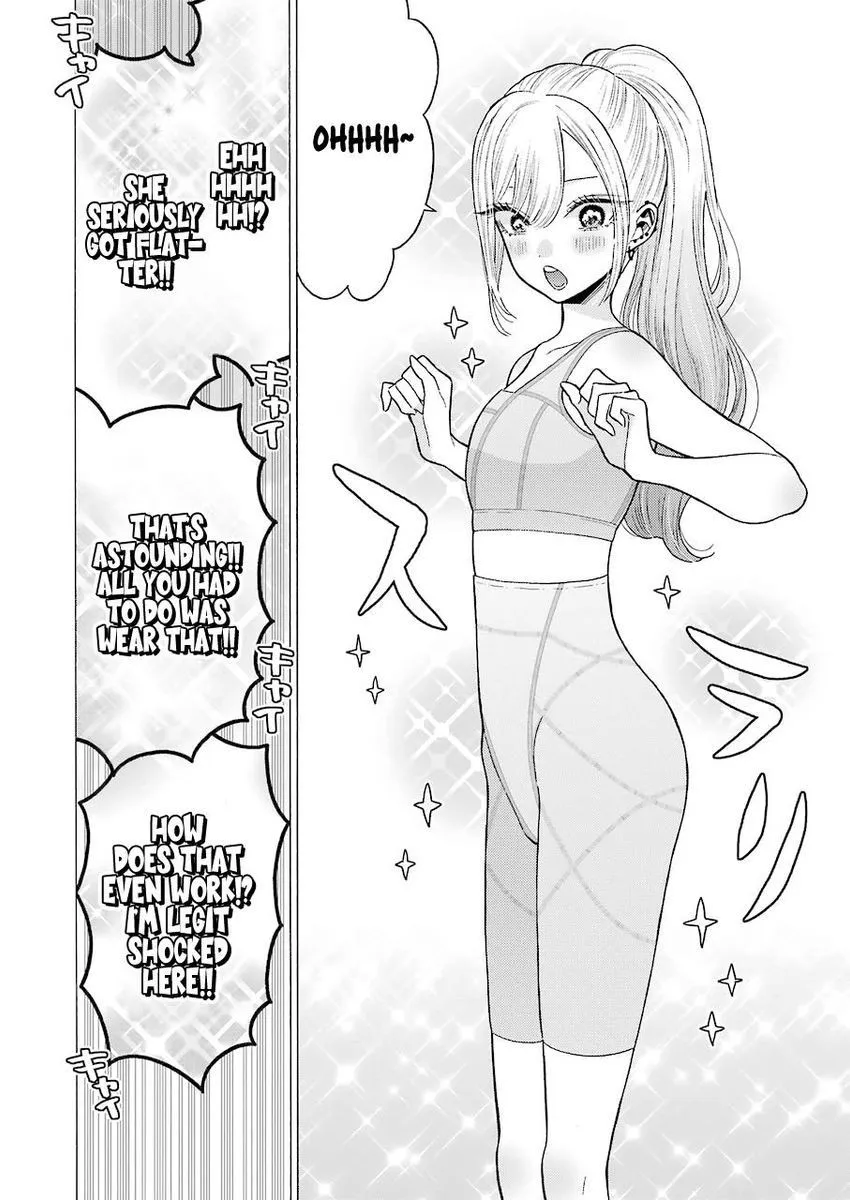 OHHHH~
スラリ
キャイ
EHH
HHHH
HH!?
SHE
SERIOUSLY
GOT FLAT-
TER!!
キャイ
THAT'S
ASTOUNDING!!
ALL YOU HAD
TO DO WAS
WEAR THAT!!
キャイ
HOW
DOES THAT
EVEN WORK!?
I'M LEGIT
SHOCKED
HERE!!
キャイ